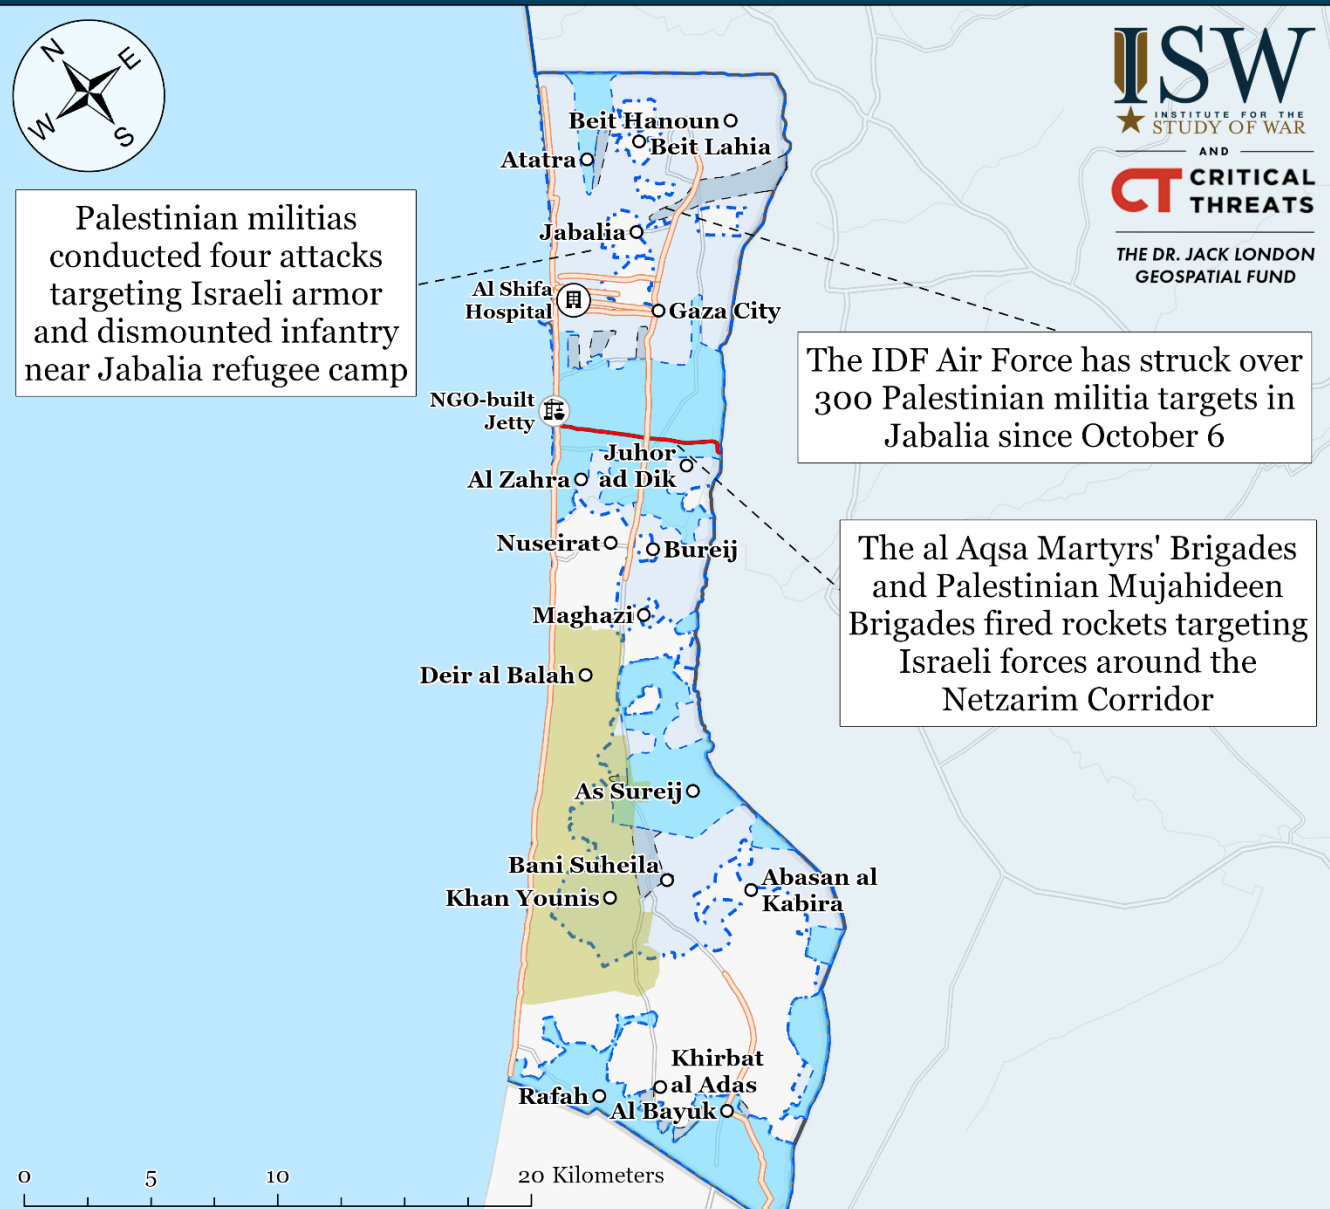 N
E
W
S
ISW
INSTITUTE FOR THE
STUDY OF WAR
AND
CT CRITICAL
THREATS
THE DR. JACK LONDON
GEOSPATIAL FUND
Beit Hanoun
Beit Lahia
Atatra
Palestinian militias
conducted four attacks
targeting Israeli armor
and dismounted infantry
near Jabalia refugee camp
Jabalia
Al Shifa
Hospital
Gaza City
The IDF Air Force has struck over
300 Palestinian militia targets in
Jabalia since October 6
NGO-built
Jetty
Juhor
ad Dik
Al Zahra
Nuseirat
Bureij
The al Aqsa Martyrs' Brigades
and Palestinian Mujahideen
Brigades fired rockets targeting
Israeli forces around the
Netzarim Corridor
Maghazi
Deir al Balah
As Sureij
Bani Suheila
Abasan al
Kabira
Khan Younis
Khirbat
al Adas
Rafah
Al Bayuk
0 5 10 20 Kilometers